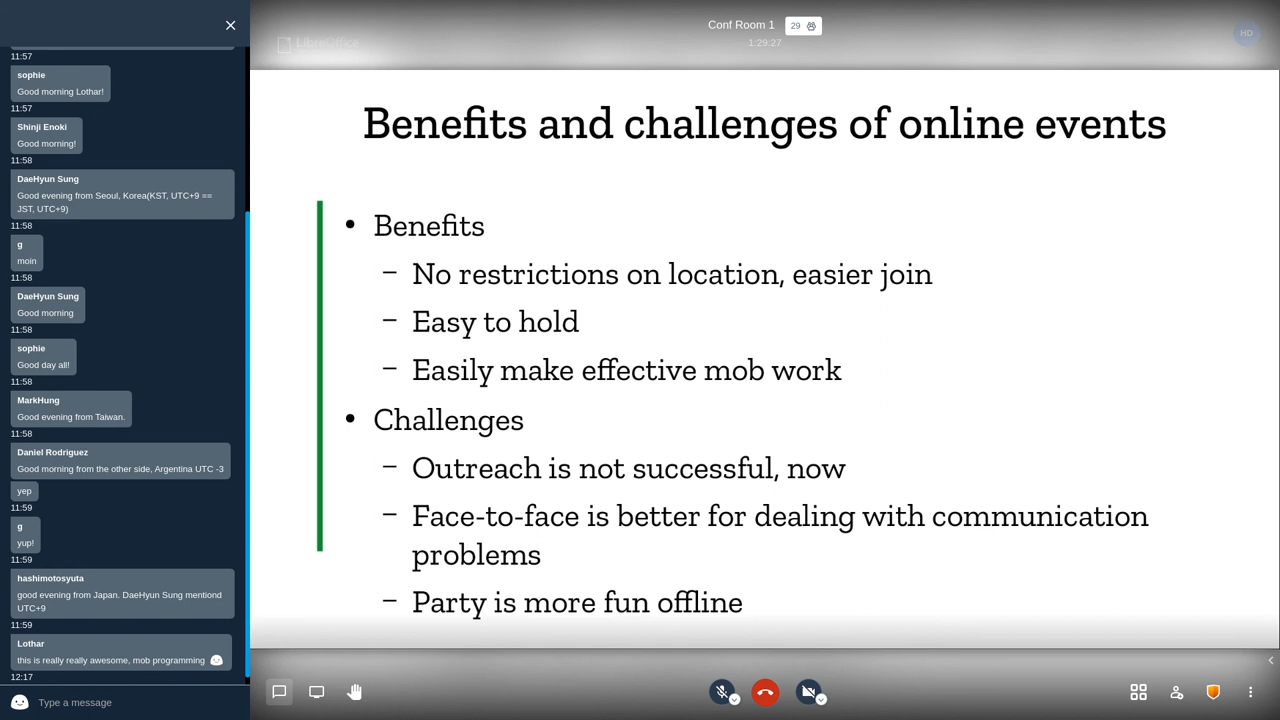 11:57
sophie
Good morning Lothar!
11:57
Shinji Enoki
Good morning!
11:58
DaeHyun Sung
Good evening from Seoul, Korea(KST, UTC+9 ==
JST, UTC+9)
11:58
g
moin
11:58
DaeHyun Sung
Good morning
11:58
sophie
Good day all!
11:58
MarkHung
Good evening from Taiwan.
11:58
Daniel Rodriguez
Good morning from the other side, Argentina UTC -3
yep
11:59
g
yup!
11:59
hashimotosyuta
good evening from Japan. DaeHyun Sung mentiond
UTC+9
11:59
Lothar
this is really really awesome, mob programming
12:17
Type a message
Conf Room 1
29
1:29:27
LibreOffice
HD
Benefits and challenges of online events
• Benefits
– No restrictions on location, easier join
– Easy to hold
– Easily make effective mob work
• Challenges
– Outreach is not successful, now
– Face-to-face is better for dealing with communication
problems
– Party is more fun offline